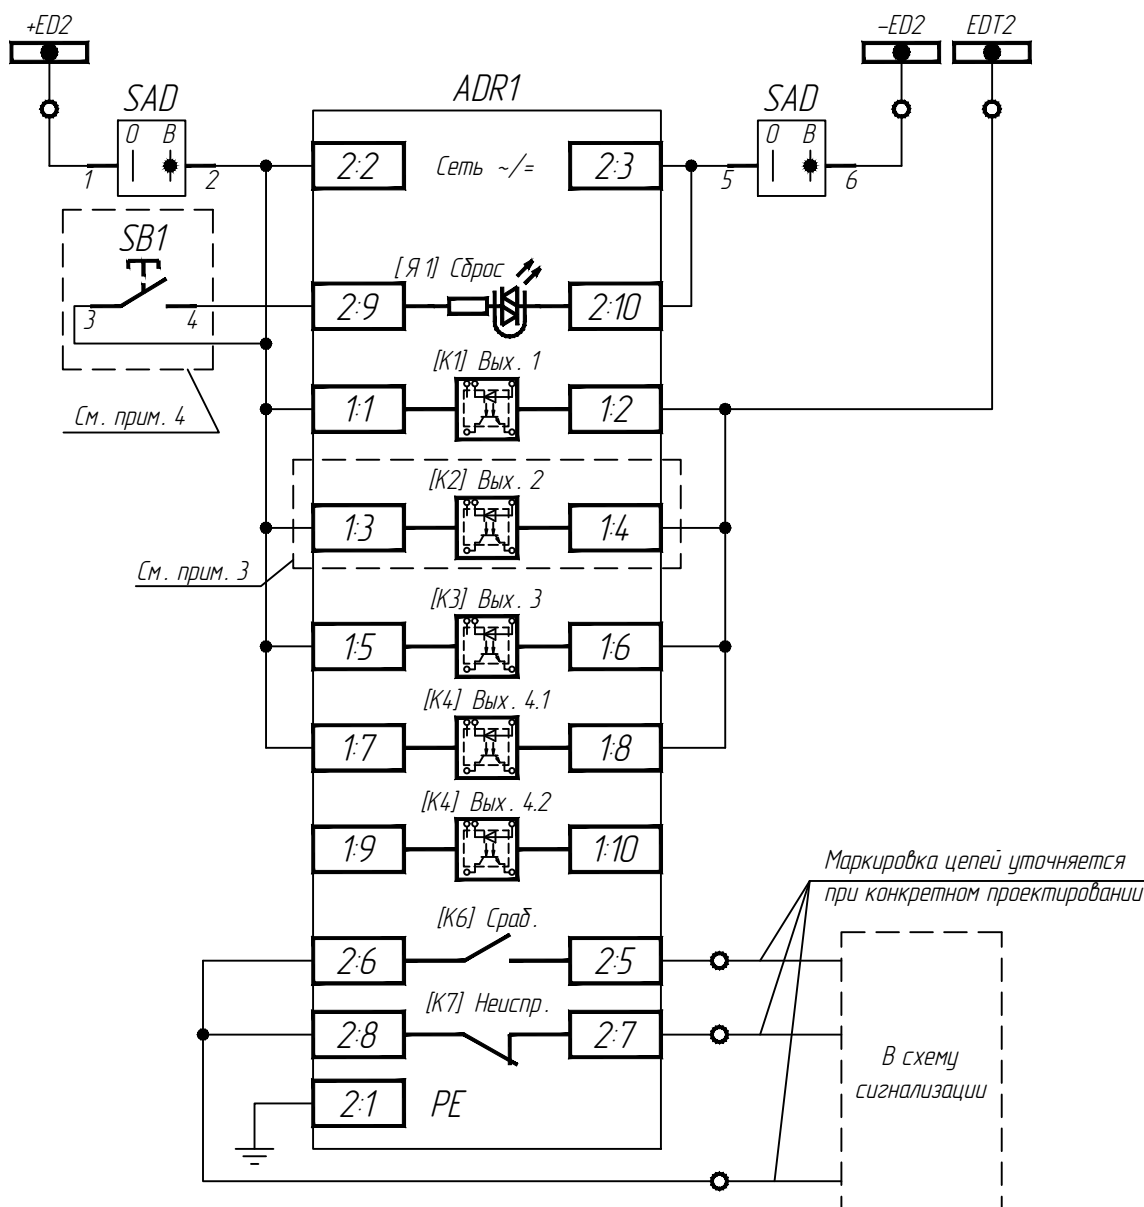 +ED2
-ED2
EDT2
SAD
ADR1
SAD
0 B
0 B
2:2
Сеть ~/=
2:3
1
2
5
6
SB1
[Я1] Сброс
2:9
2:10
3
4
[K1] Вых. 1
1:1
1:2
См. прим. 4
[K2] Вых. 2
1:3
1:4
См. прим. 3
[K3] Вых. 3
1:5
1:6
[K4] Вых. 4.1
1:7
1:8
[K4] Вых. 4.2
1:9
1:10
Маркировка цепей уточняется
при конкретном проектировании
[K6] Сраб.
2:6
2:5
[K7] Неиспр.
2:8
2:7
В схему
сигнализации
2:1
PE